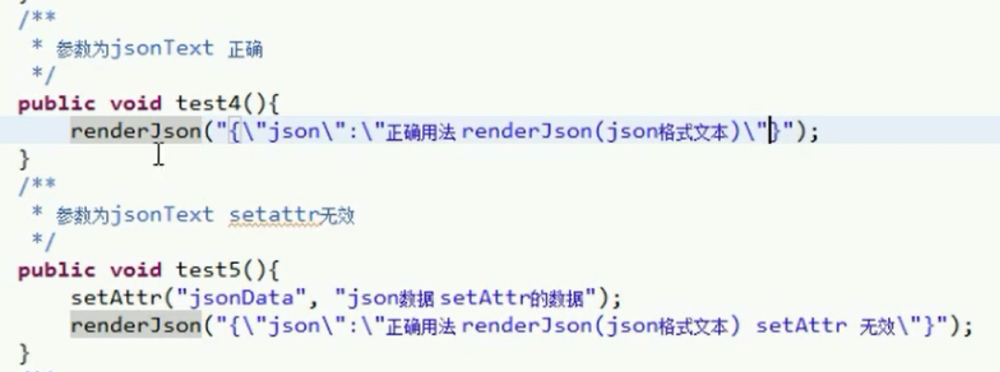 /**
 * 参数为jsonText 正确
 */
public void test4(){
    renderJson("{\"json\":\"正确用法 renderJson(json格式文本)\"}");
}
/**
 * 参数为jsonText setattr无效
 */
public void test5(){
    setAttr("jsonData", "json数据 setAttr的数据");
    renderJson("{\"json\":\"正确用法 renderJson(json格式文本) setAttr 无效\"}");
}